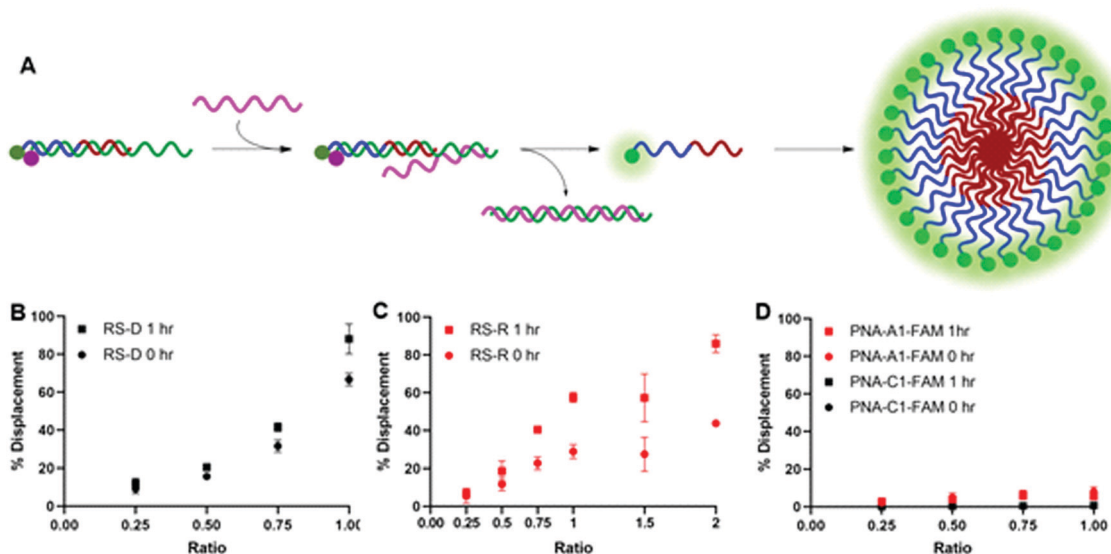 A
B
RS-D 1 hr
RS-D 0 hr
% Displacement
100
80
60
40
20
0
0.00 0.25 0.50 0.75 1.00
Ratio
C
RS-R 1 hr
RS-R 0 hr
% Displacement
100
80
60
40
20
0
0.00 0.25 0.5 0.75 1 1.5 2
Ratio
D
PNA-A1-FAM 1hr
PNA-A1-FAM 0 hr
PNA-C1-FAM 1 hr
PNA-C1-FAM 0 hr
% Displacement
100
80
60
40
20
0
0.00 0.25 0.50 0.75 1.00
Ratio